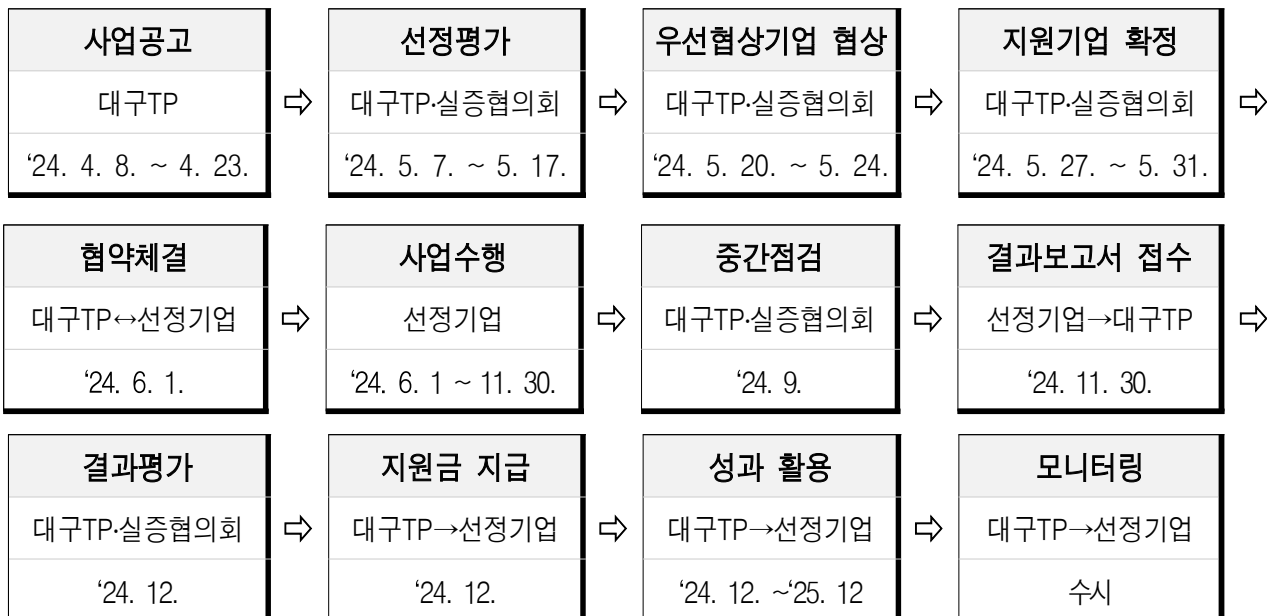 사업공고
대구TP
‘24. 4. 8. ~ 4. 23.
⇨
선정평가
대구TP·실증협의회
‘24. 5. 7. ~ 5. 17.
⇨
우선협상기업 협상
대구TP·실증협의회
‘24. 5. 20. ~ 5. 24.
⇨
지원기업 확정
대구TP·실증협의회
‘24. 5. 27. ~ 5. 31.
⇨
협약체결
대구TP↔선정기업
‘24. 6. 1.
⇨
사업수행
선정기업
‘24. 6. 1 ~ 11. 30.
⇨
중간점검
대구TP·실증협의회
‘24. 9.
⇨
결과보고서 접수
선정기업→대구TP
‘24. 11. 30.
⇨
결과평가
대구TP·실증협의회
‘24. 12.
⇨
지원금 지급
대구TP→선정기업
‘24. 12.
⇨
성과 활용
대구TP→선정기업
‘24. 12. ~‘25. 12
⇨
모니터링
대구TP→선정기업
수시